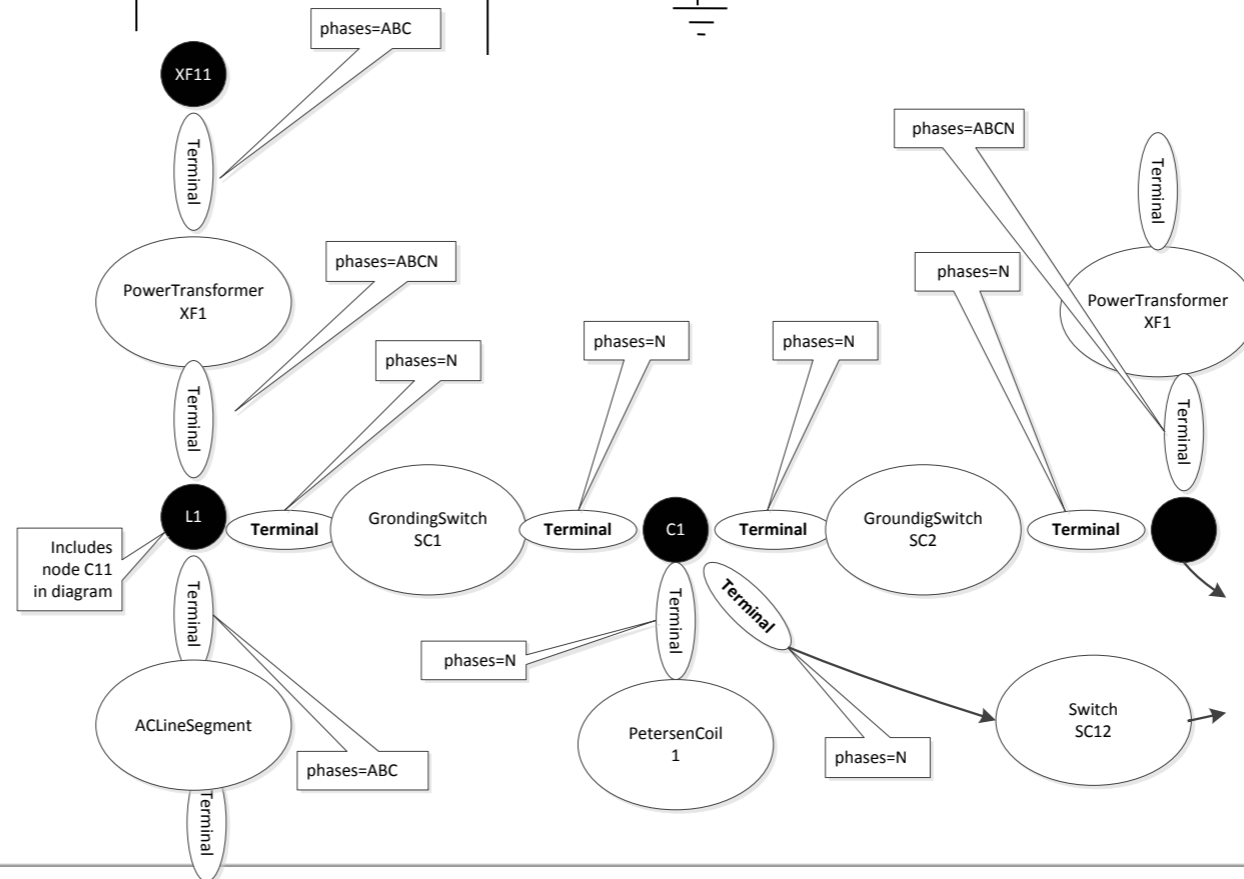 phases=ABC
XF11
Terminal
phases=ABCN
Terminal
PowerTransformer
XF1
phases=ABCN
phases=N
PowerTransformer
XF1
phases=N
phases=N
phases=N
Terminal
Terminal
L1
Terminal
GrondingSwitch
SC1
Terminal
C1
Terminal
GroundigSwitch
SC2
Terminal
Includes
node C11
in diagram
Terminal
Terminal
Terminal
phases=N
ACLineSegment
PetersenCoil
1
Switch
SC12
phases=ABC
phases=N
Terminal